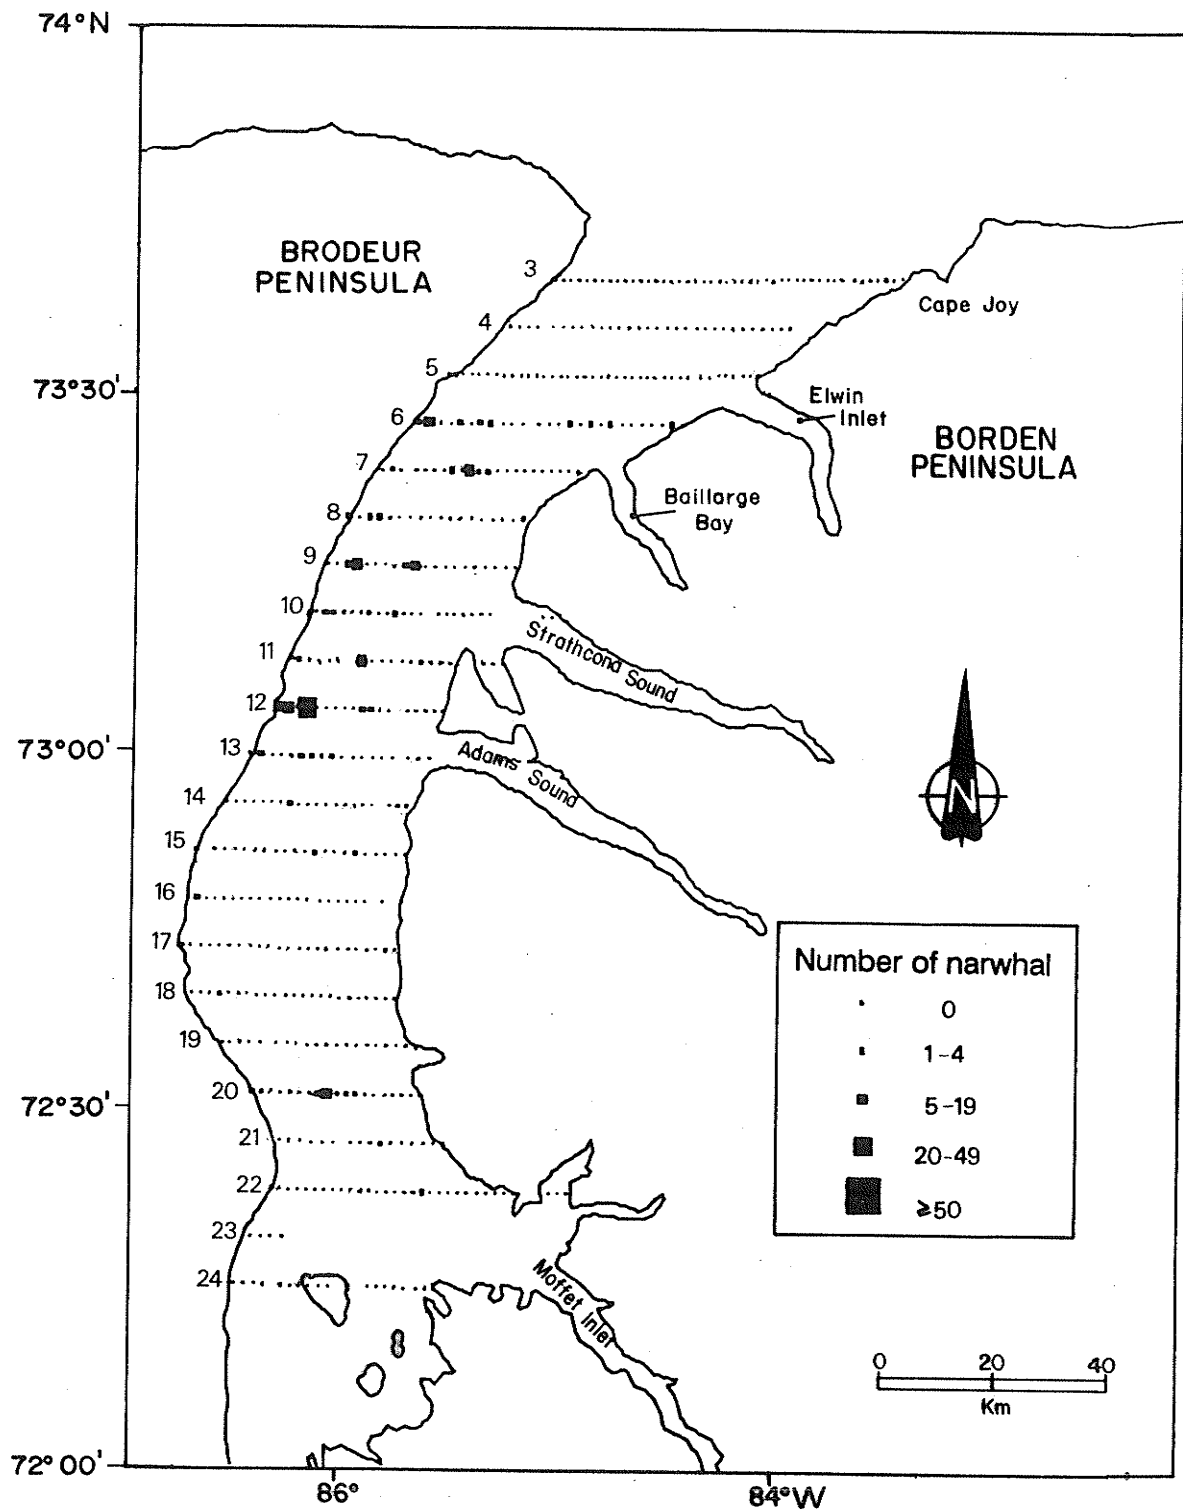 74°N
BRODEUR
PENINSULA
3
Cape Joy
4
5
73°30'
Elwin
Inlet
6
BORDEN
PENINSULA
7
Baillarge
Bay
8
9
10
Strathcona Sound
11
12
73°00'
13
Adams Sound
N
14
15
16
17
18
19
20
72°30'
21
22
23
24
Number of narwhal
0
1-4
5-19
20-49
≥50
Moffet Inlet
0 20 40
Km
72°00'
86°
84°W